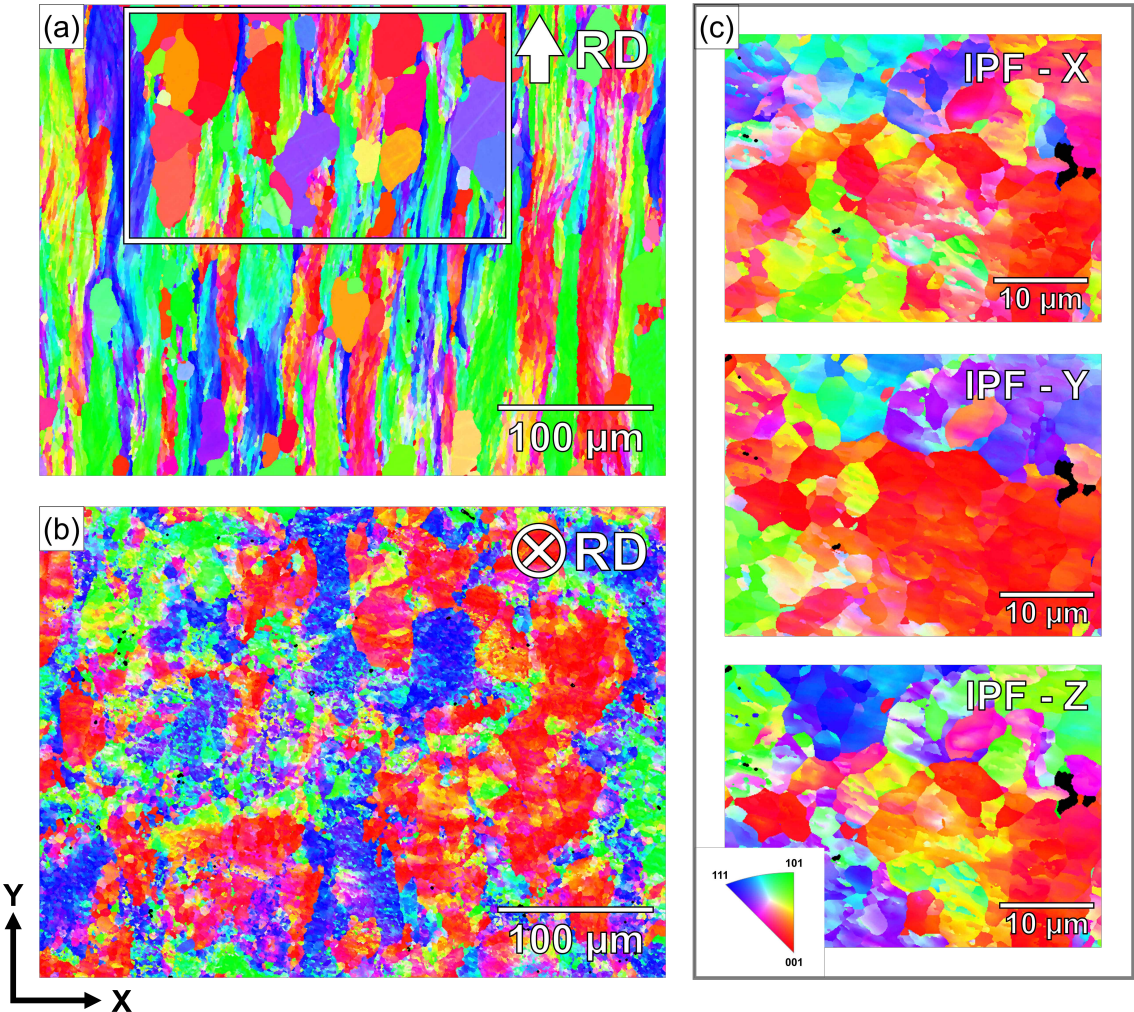 (a)
RD
100 µm
(b)
RD
100 µm
Y
X
(c)
IPF - X
10 µm
IPF - Y
10 µm
IPF - Z
10 µm
111
101
001